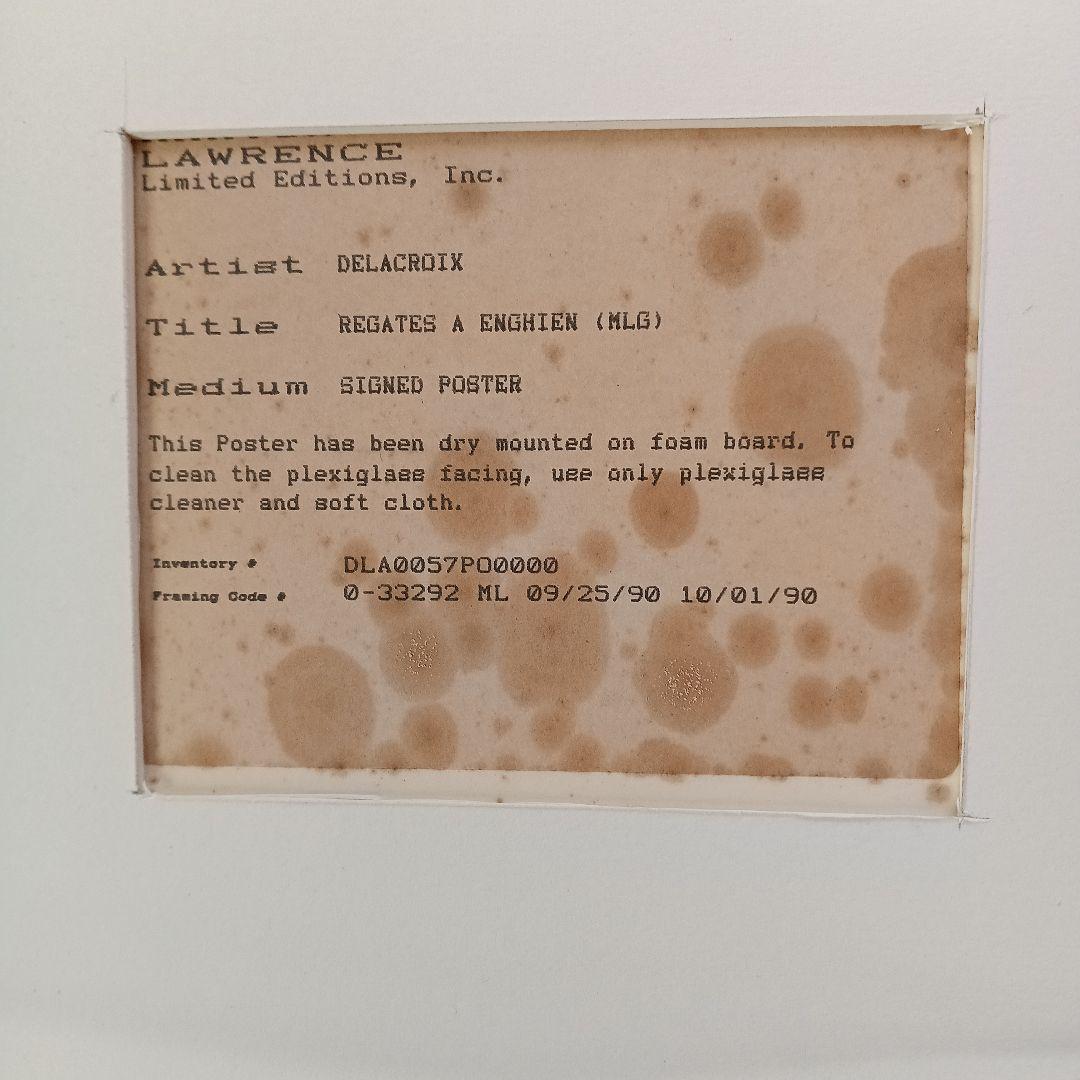 LAWRENCE
Limited Editions, Inc.
Artist DELACROIX
Title REGATES A ENGHIEN (MLG)
Medium SIGNED POSTER
This Poster has been dry mounted on foam board. To
clean the plexiglass facing, use only plexiglass
cleaner and soft cloth.
Inventory # DLA0057PO0000
Framing Code # 0-33292 ML 09/25/90 10/01/90